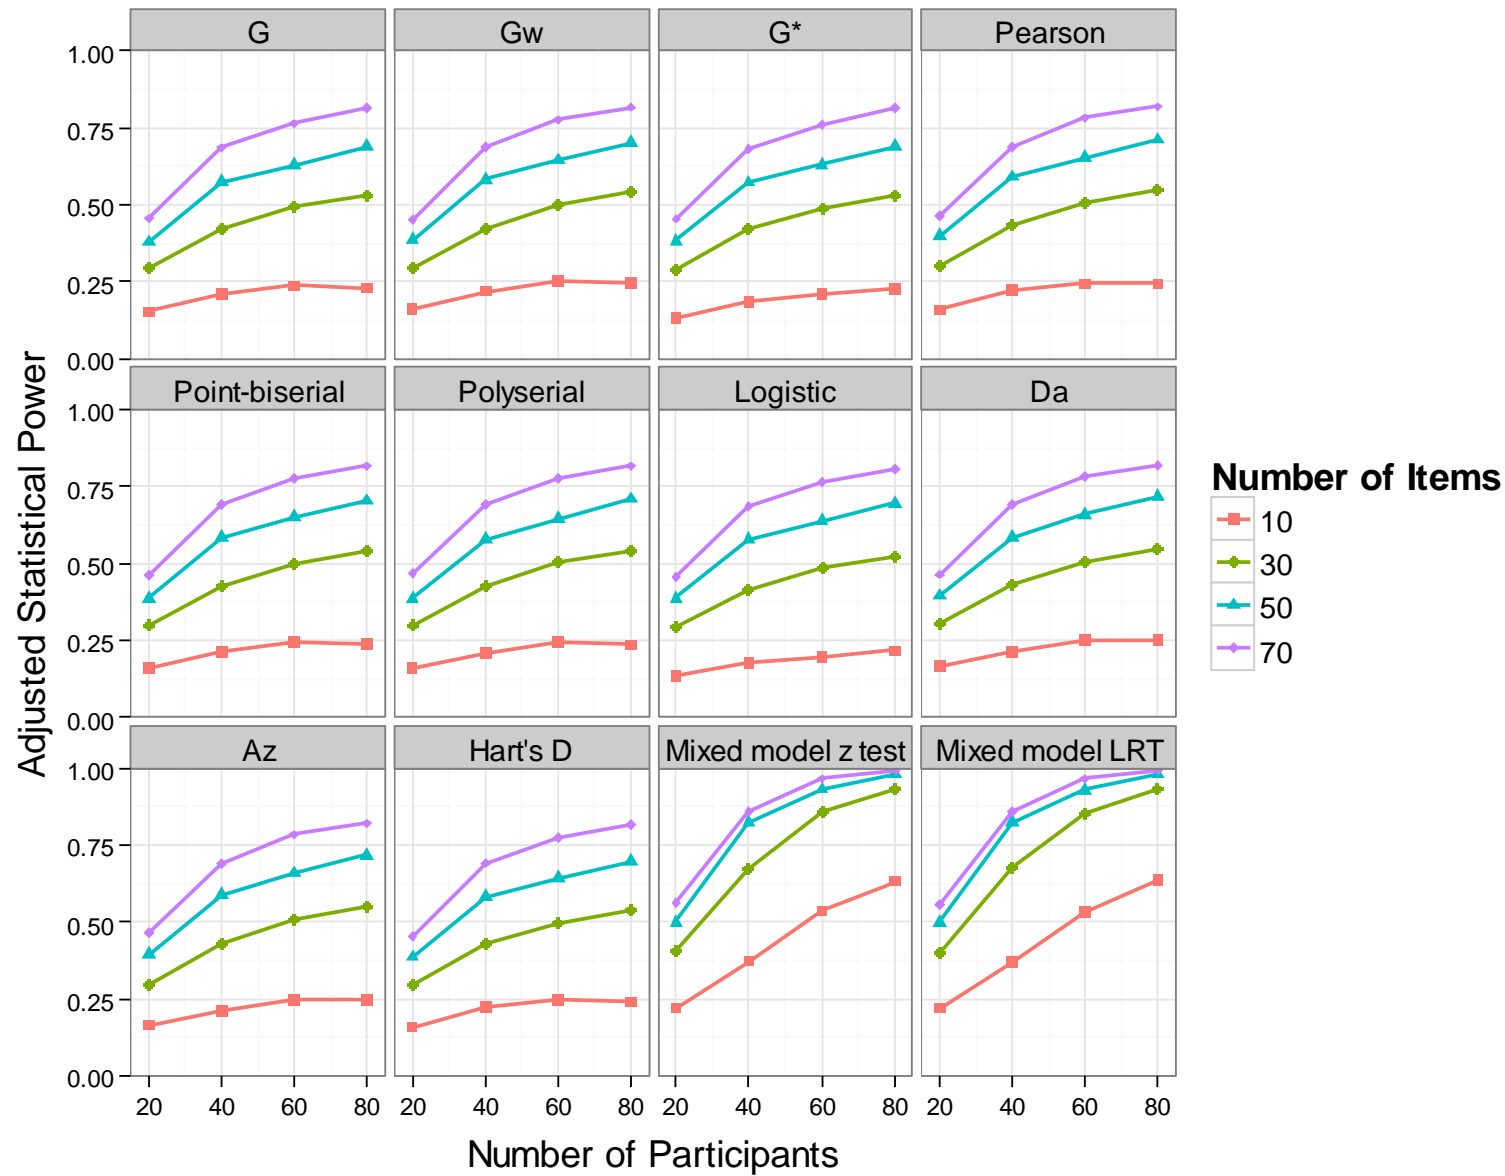 G Gw G* Pearson
1.00
0.75
0.50
0.25
0.00
Point-biserial Polyserial Logistic Da
1.00
0.75
0.50
0.25
0.00
Az Hart's D Mixed model z test Mixed model LRT
1.00
0.75
0.50
0.25
0.00
20 40 60 80 20 40 60 80 20 40 60 80 20 40 60 80
Number of Participants
Adjusted Statistical Power
Number of Items
10
30
50
70